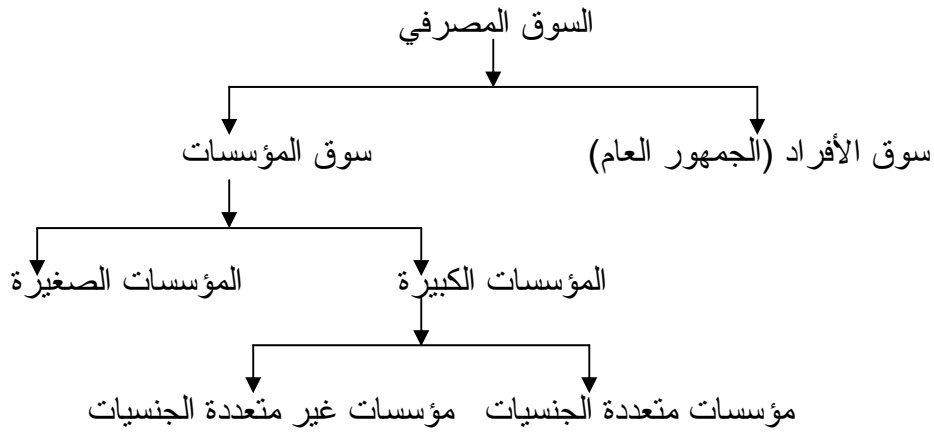 السوق المصرفي
سوق الأفراد (الجمهور العام)
سوق المؤسسات
المؤسسات الكبيرة
المؤسسات الصغيرة
مؤسسات متعددة الجنسيات
مؤسسات غير متعددة الجنسيات